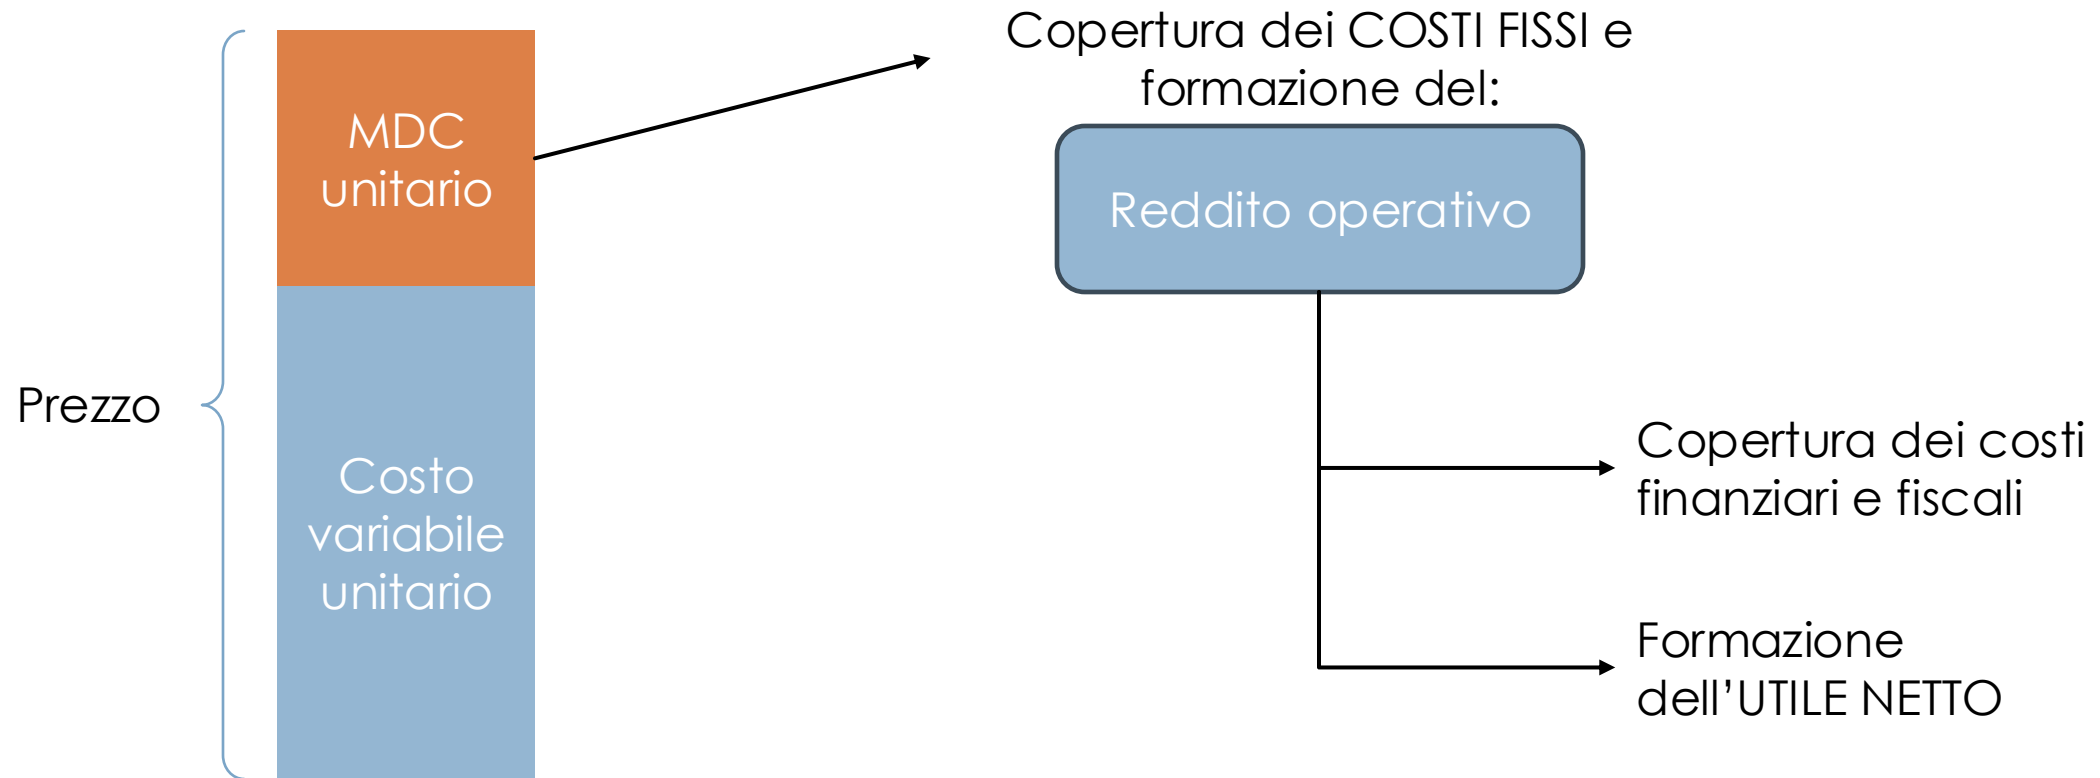 Prezzo
MDC
unitario
Costo
variabile
unitario
Copertura dei COSTI FISSI e
formazione del:
Reddito operativo
Copertura dei costi
finanziari e fiscali
Formazione
dell’UTILE NETTO